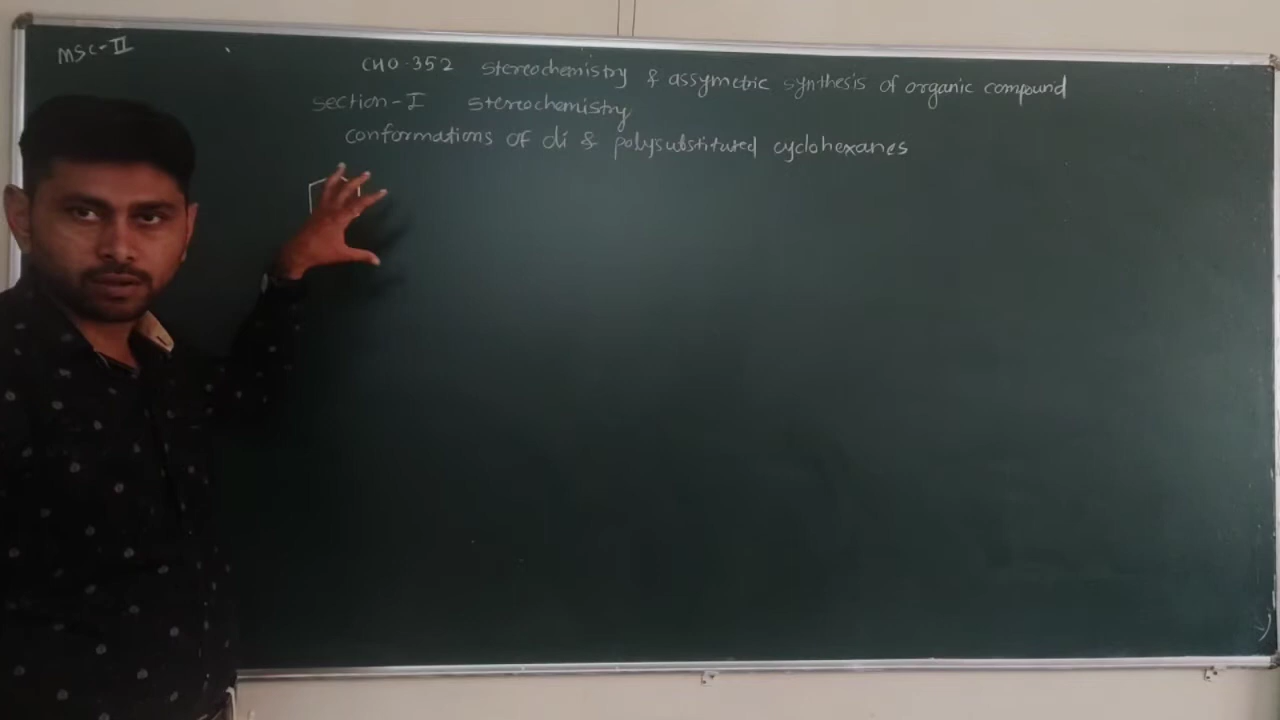 MSC-II
CHO-352 Stereochemistry & assymetric synthesis of organic compound
Section-I Stereochemistry
conformations of di & polysubstituted cyclohexanes